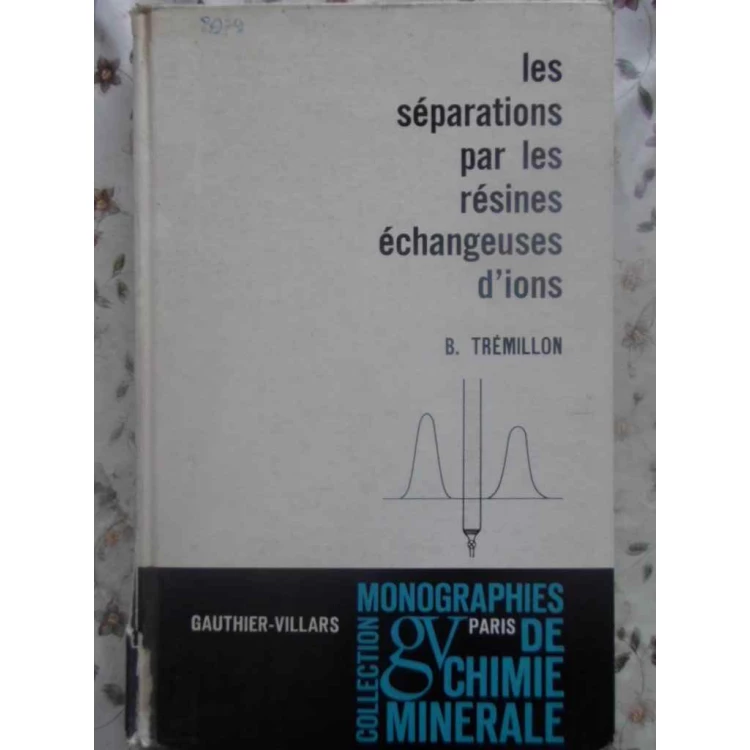 les
séparations
par les
résines
échangeuses
d'ions
B. TRÉMILLON
GAUTHIER-VILLARS
COLLECTION
MONOGRAPHIES
gv PARIS DE
CHIMIE
MINERALE